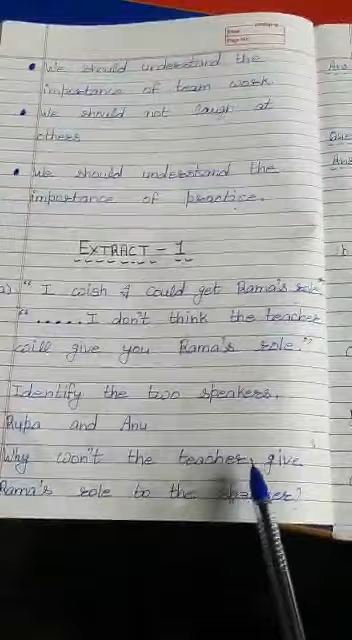 • We should understand the
importance of team work.
• We should not laugh at
others
• We should understand the
importance of practice.
EXTRACT - 1
a) "I wish I could get Rama's role"
"..... I don't think the teacher
will give you Rama's role."
Identify the two speakers.
Rupa and Anu
Why won't the teacher give
Rama's role to the speaker?